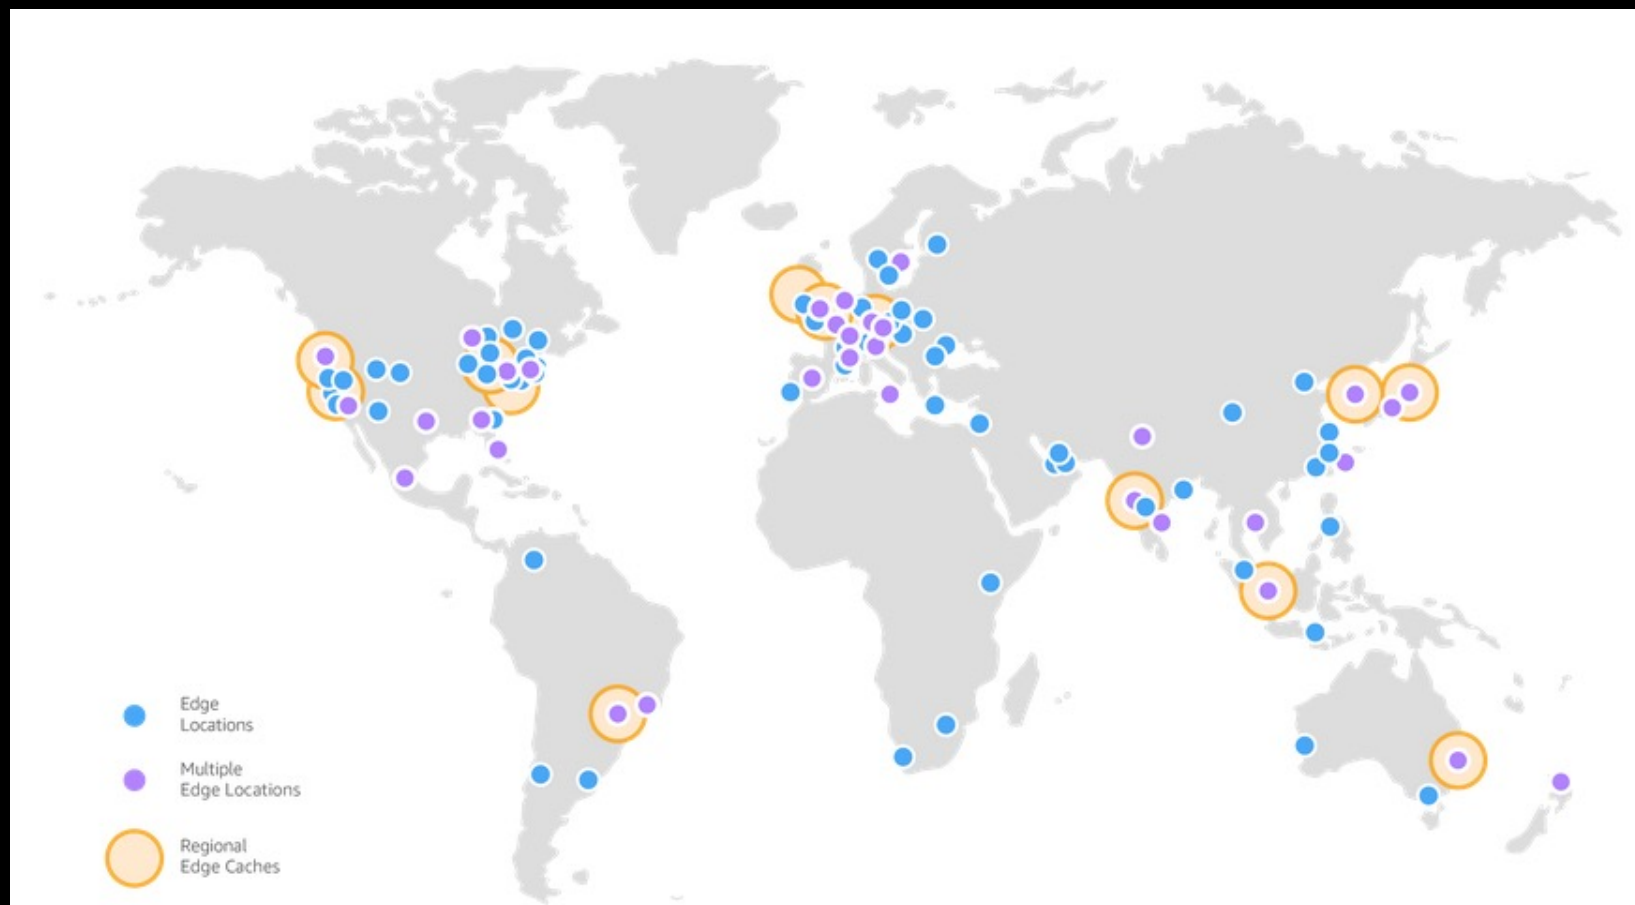 Edge
Locations
Multiple
Edge Locations
Regional
Edge Caches